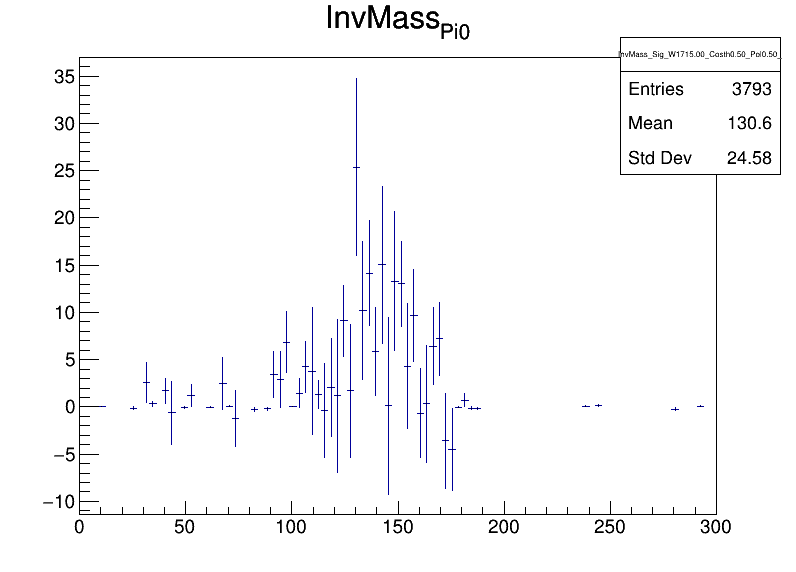 InvMass_Pi0
InvMass_Sig_W1715.00_Costh0.50_Pol0.50_
Entries 3793
Mean 130.6
Std Dev 24.58
35
30
25
20
15
10
5
0
−5
−10
0 50 100 150 200 250 300